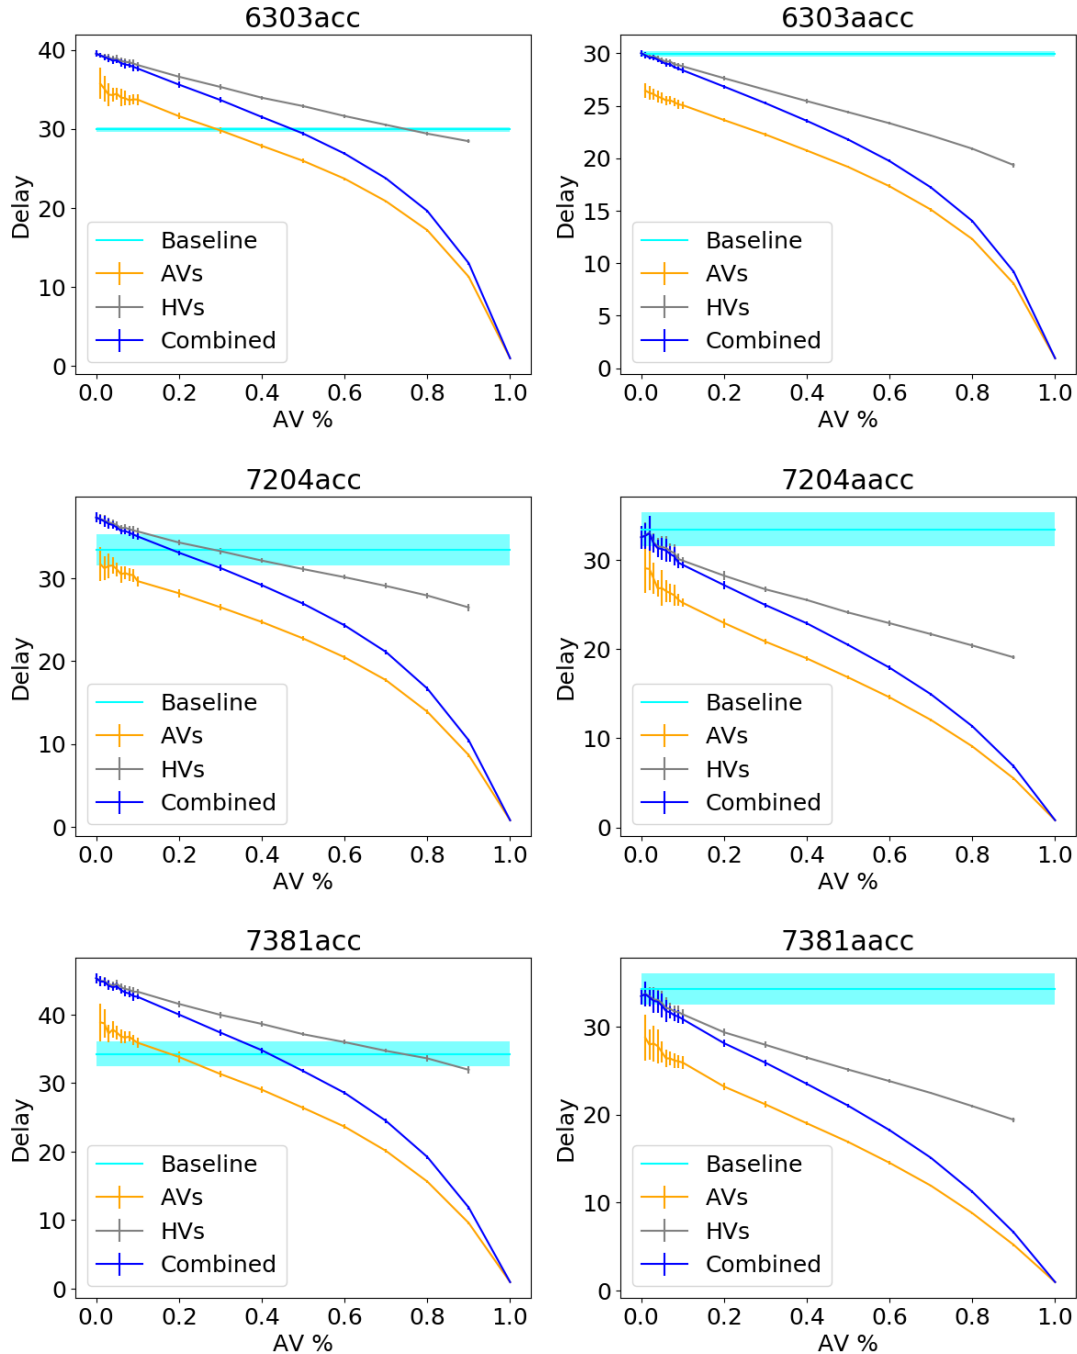 6303acc
40
30
20
10
0
Delay
Baseline
AVs
HVs
Combined
0.0 0.2 0.4 0.6 0.8 1.0
AV %
6303aacc
30
25
20
15
10
5
0
Delay
Baseline
AVs
HVs
Combined
0.0 0.2 0.4 0.6 0.8 1.0
AV %
7204acc
30
20
10
0
Delay
Baseline
AVs
HVs
Combined
0.0 0.2 0.4 0.6 0.8 1.0
AV %
7204aacc
30
20
10
0
Delay
Baseline
AVs
HVs
Combined
0.0 0.2 0.4 0.6 0.8 1.0
AV %
7381acc
40
30
20
10
0
Delay
Baseline
AVs
HVs
Combined
0.0 0.2 0.4 0.6 0.8 1.0
AV %
7381aacc
30
20
10
0
Delay
Baseline
AVs
HVs
Combined
0.0 0.2 0.4 0.6 0.8 1.0
AV %